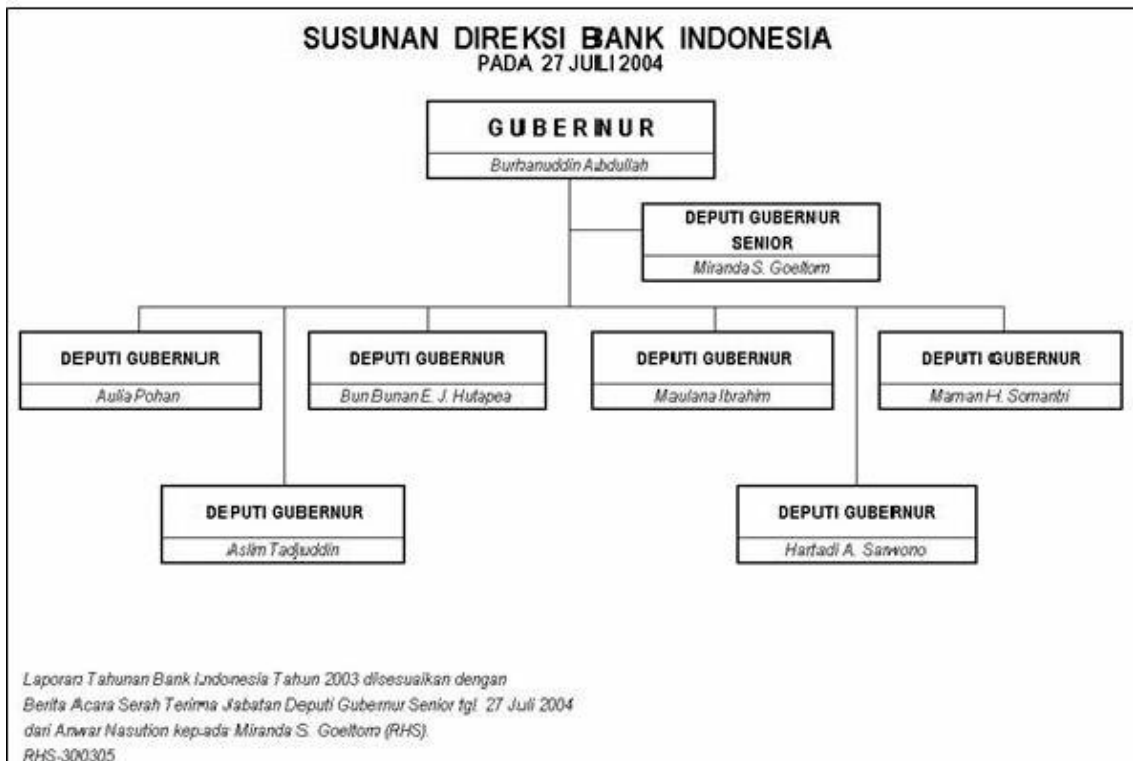 SUSUNAN DIREKSI BANK INDONESIA
PADA 27 JULI 2004
GUBERNUR
Burhanuddin Abdullah
DEPUTI GUBERNUR
SENIOR
Miranda S. Goeltom
DEPUTI GUBERNUR
Aulia Pohan
DEPUTI GUBERNUR
Bun Bunan E. J. Hutapea
DEPUTI GUBERNUR
Maulana Ibrahim
DEPUTI GUBERNUR
Maman H. Somantri
DEPUTI GUBERNUR
Aslim Tadjuddin
DEPUTI GUBERNUR
Hartadi A. Sarwono
Laporan Tahunan Bank Indonesia Tahun 2003 disesuaikan dengan
Berita Acara Serah Terima Jabatan Deputi Gubernur Senior tgl. 27 Juli 2004
dari Anwar Nasution kepada Miranda S. Goeltom (RHS).
RHS-300305